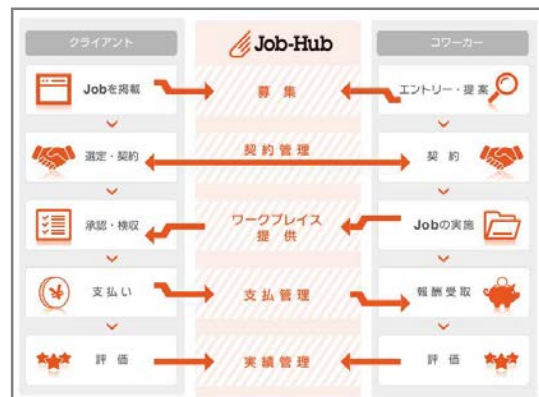 クライアント
Job-Hub
コワーカー
Jobを掲載
募集
エントリー・提案
選定・契約
契約管理
契約
承認・検収
ワークプレイス
提供
Jobの実施
支払い
支払管理
報酬受取
評価
実績管理
評価